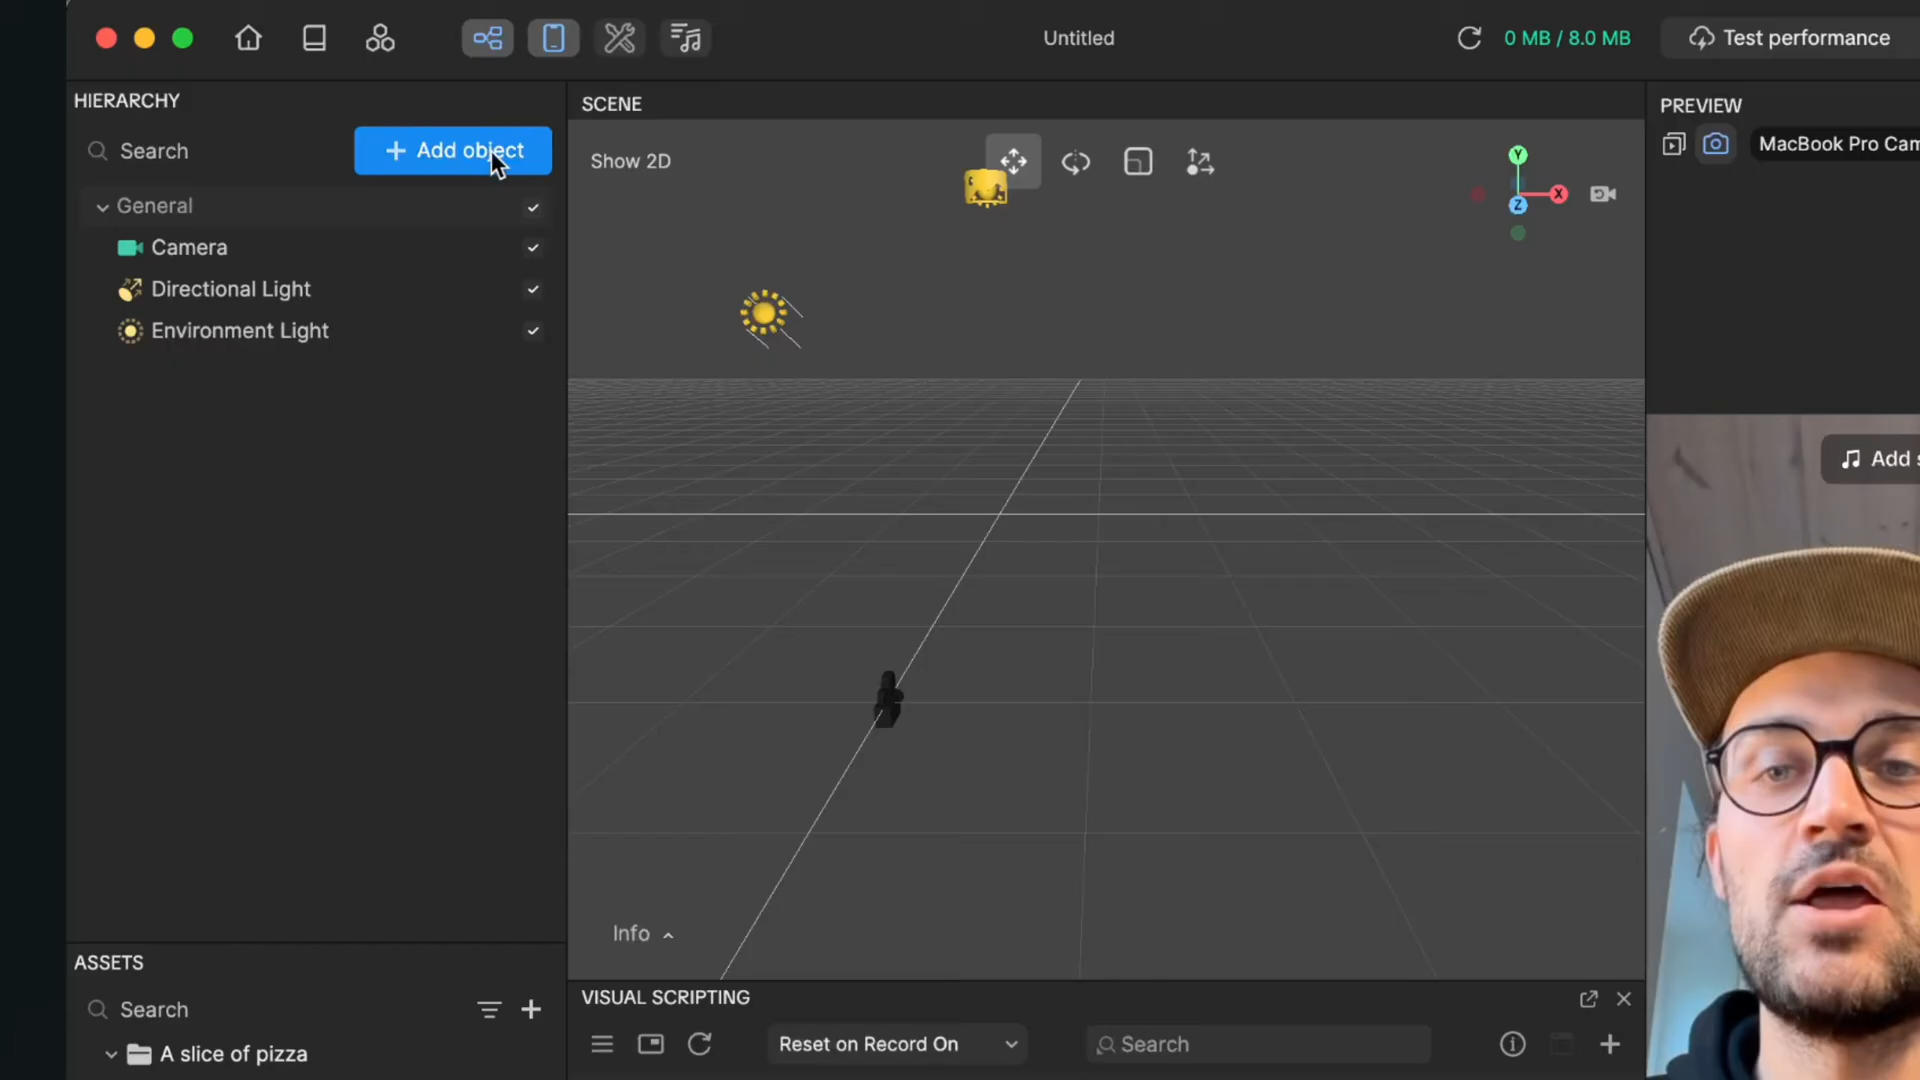 Untitled
0 MB / 8.0 MB
Test performance
HIERARCHY
Search
Add object
General
Camera
Directional Light
Environment Light
SCENE
Show 2D
Y
X
Z
Info
PREVIEW
MacBook Pro Cam
Add
ASSETS
Search
A slice of pizza
VISUAL SCRIPTING
Reset on Record On
Search